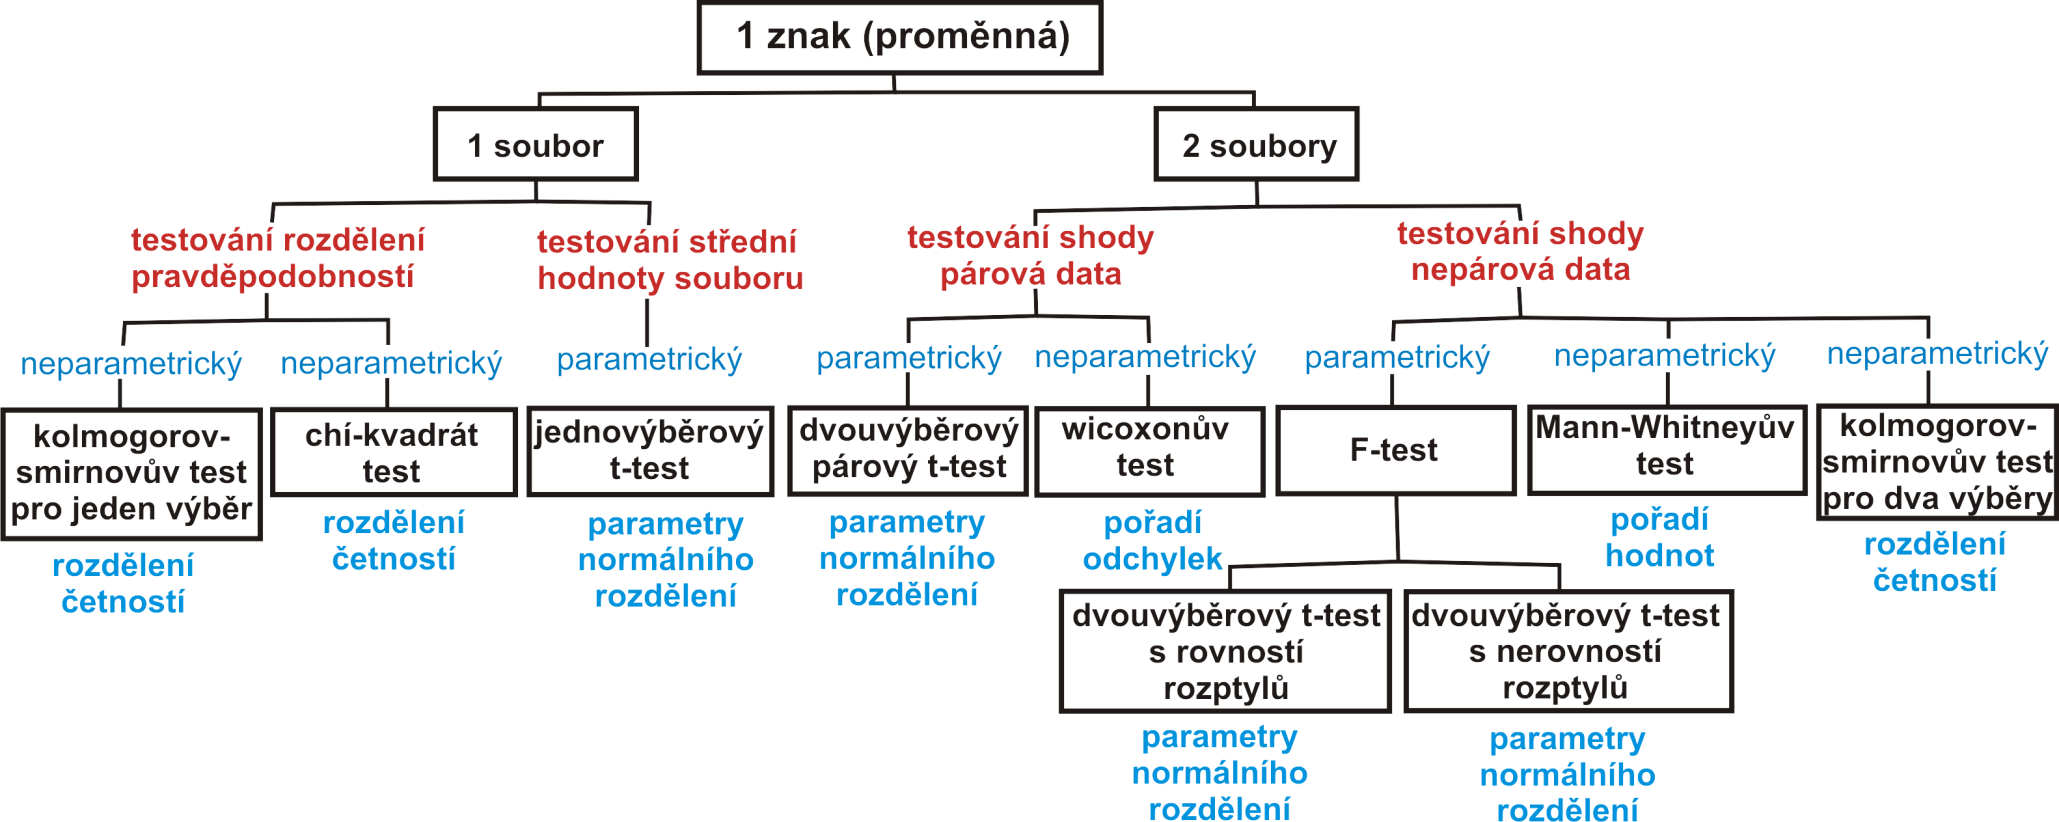 1 znak (proměnná)
1 soubor
2 soubory
testování rozdělení
pravděpodobností
testování střední
hodnoty souboru
testování shody
párová data
testování shody
nepárová data
neparametrický
neparametrický
parametrický
parametrický
neparametrický
parametrický
neparametrický
neparametrický
kolmogorov-
smirnovův test
pro jeden výběr
rozdělení
četností
chí-kvadrát
test
rozdělení
četností
jednovýběrový
t-test
parametry
normálního
rozdělení
dvouvýběrový
párový t-test
parametry
normálního
rozdělení
wicoxonův
test
pořadí
odchylek
F-test
Mann-Whitneyův
test
pořadí
hodnot
kolmogorov-
smirnovův test
pro dva výběry
rozdělení
četností
dvouvýběrový t-test
s rovností
rozptylů
parametry
normálního
rozdělení
dvouvýběrový t-test
s nerovností
rozptylů
parametry
normálního
rozdělení